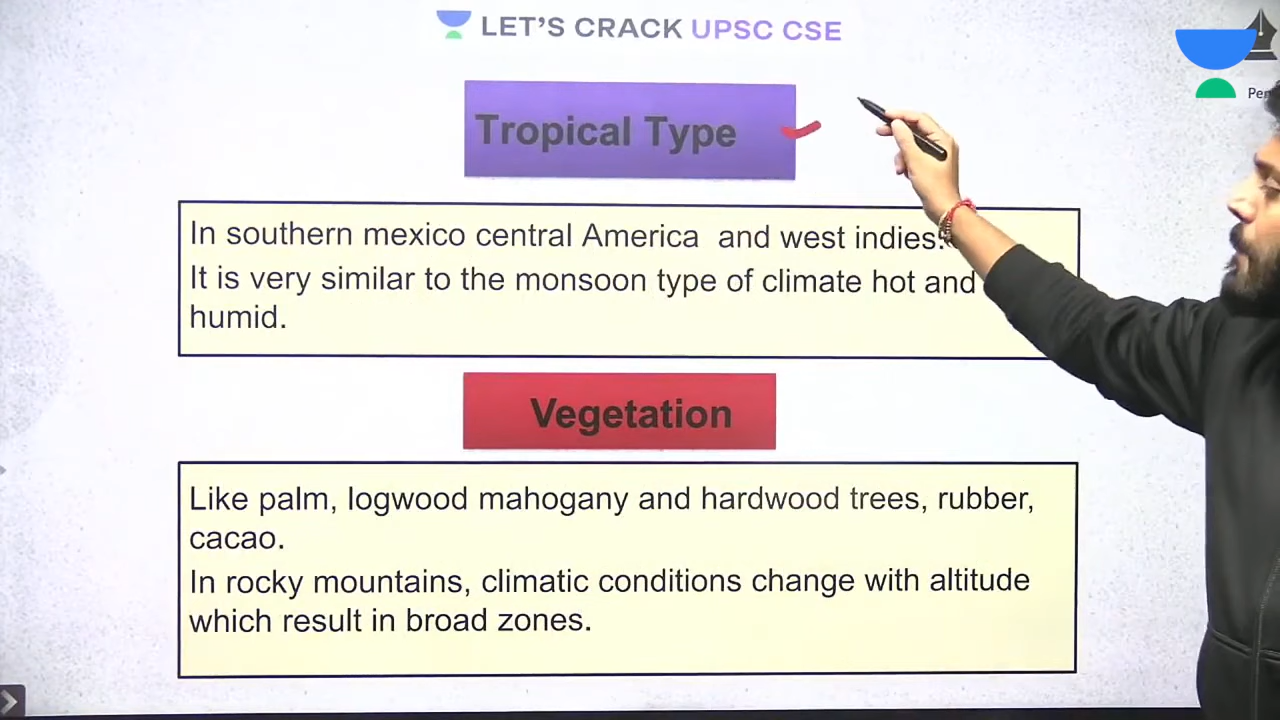 LET'S CRACK UPSC CSE
Pen
Tropical Type
In southern mexico central America and west indies.
It is very similar to the monsoon type of climate hot and
humid.
Vegetation
Like palm, logwood mahogany and hardwood trees, rubber,
cacao.
In rocky mountains, climatic conditions change with altitude
which result in broad zones.